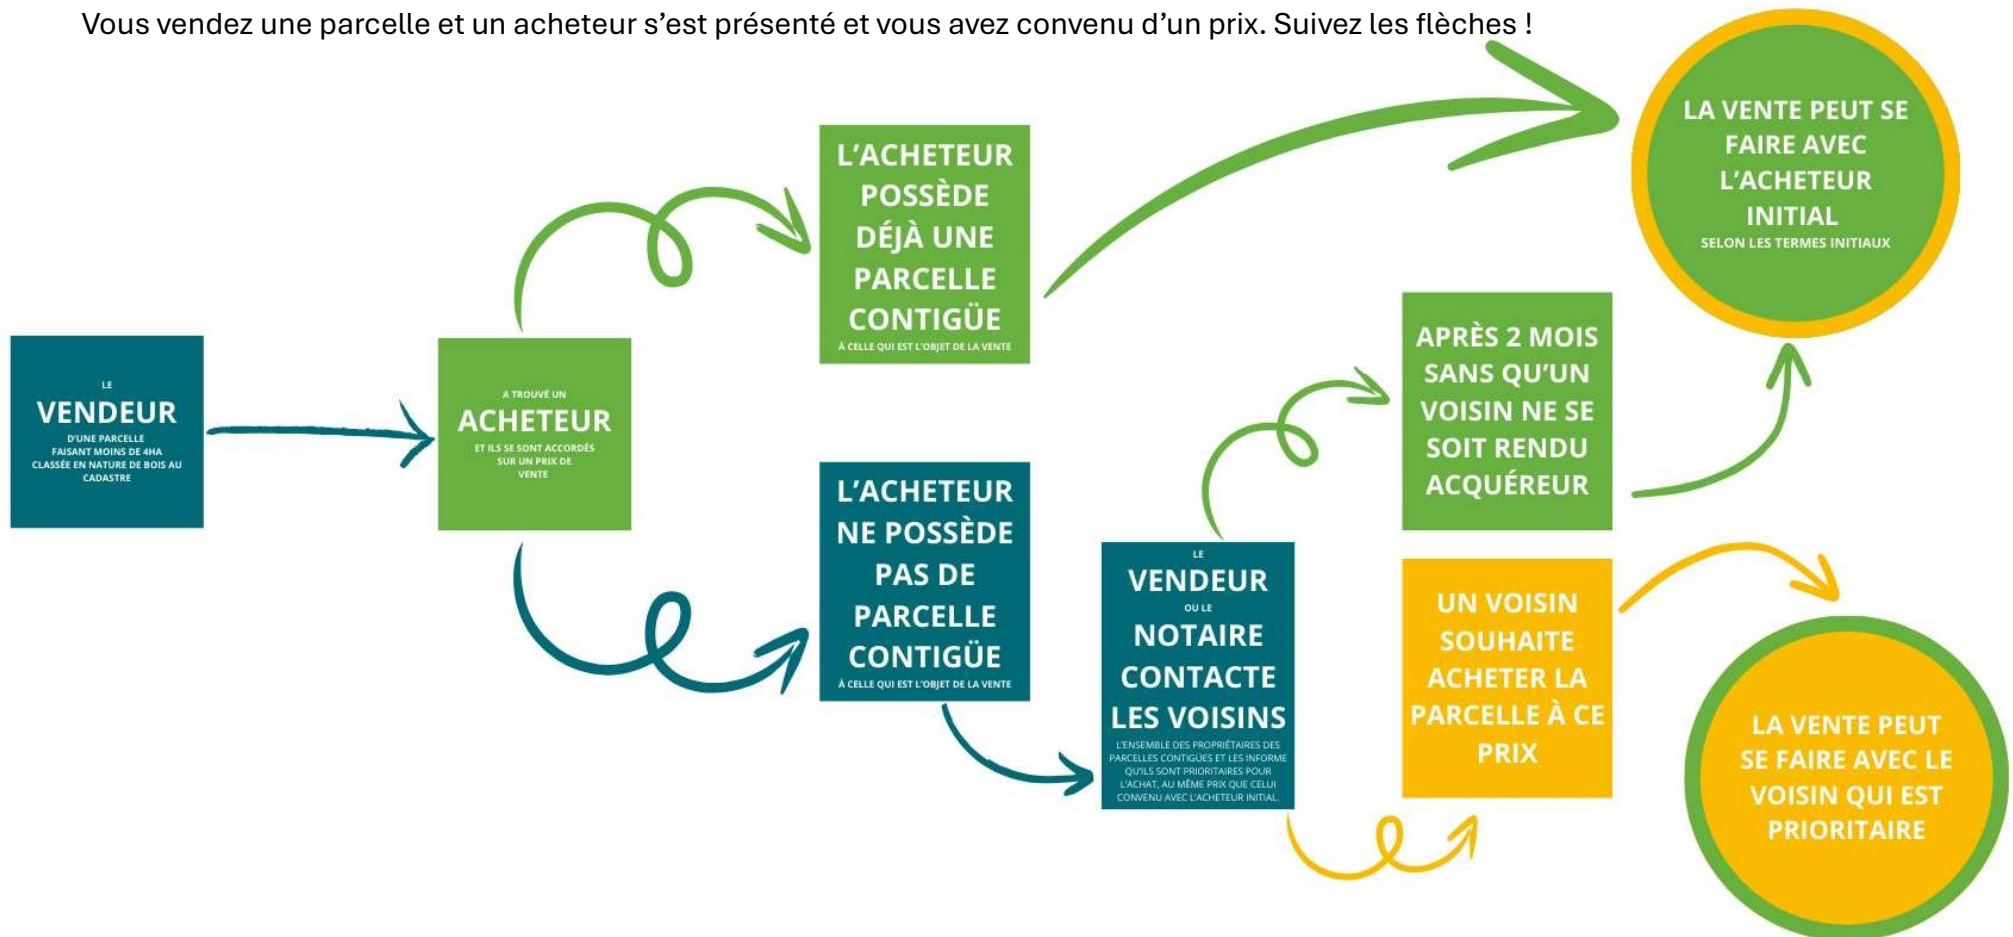 Vous vendez une parcelle et un acheteur s’est présenté et vous avez convenu d’un prix. Suivez les flèches !
LE
VENDEUR
D'UNE PARCELLE
FAISANT MOINS DE 4HA
CLASSÉE EN NATURE DE BOIS AU
CADASTRE
A TROUVÉ UN
ACHETEUR
ET ILS SE SONT ACCORDÉS
SUR UN PRIX DE
VENTE
L’ACHETEUR
POSSÈDE
DÉJÀ UNE
PARCELLE
CONTIGÜE
À CELLE QUI EST L'OBJET DE LA VENTE
L’ACHETEUR
NE POSSÈDE
PAS DE
PARCELLE
CONTIGÜE
À CELLE QUI EST L'OBJET DE LA VENTE
LE
VENDEUR
OU LE
NOTAIRE
CONTACTE
LES VOISINS
L'ENSEMBLE DES PROPRIÉTAIRES DES
PARCELLES CONTIGÜES ET LES INFORME
QU'ILS SONT PRIORITAIRES POUR
L'ACHAT, AU MÊME PRIX QUE CELUI
CONVENU AVEC L'ACHETEUR INITIAL.
APRÈS 2 MOIS
SANS QU’UN
VOISIN NE SE
SOIT RENDU
ACQUÉREUR
LA VENTE PEUT SE
FAIRE AVEC
L’ACHETEUR
INITIAL
SELON LES TERMES INITIAUX
UN VOISIN
SOUHAITE
ACHETER LA
PARCELLE À CE
PRIX
LA VENTE PEUT
SE FAIRE AVEC LE
VOISIN QUI EST
PRIORITAIRE